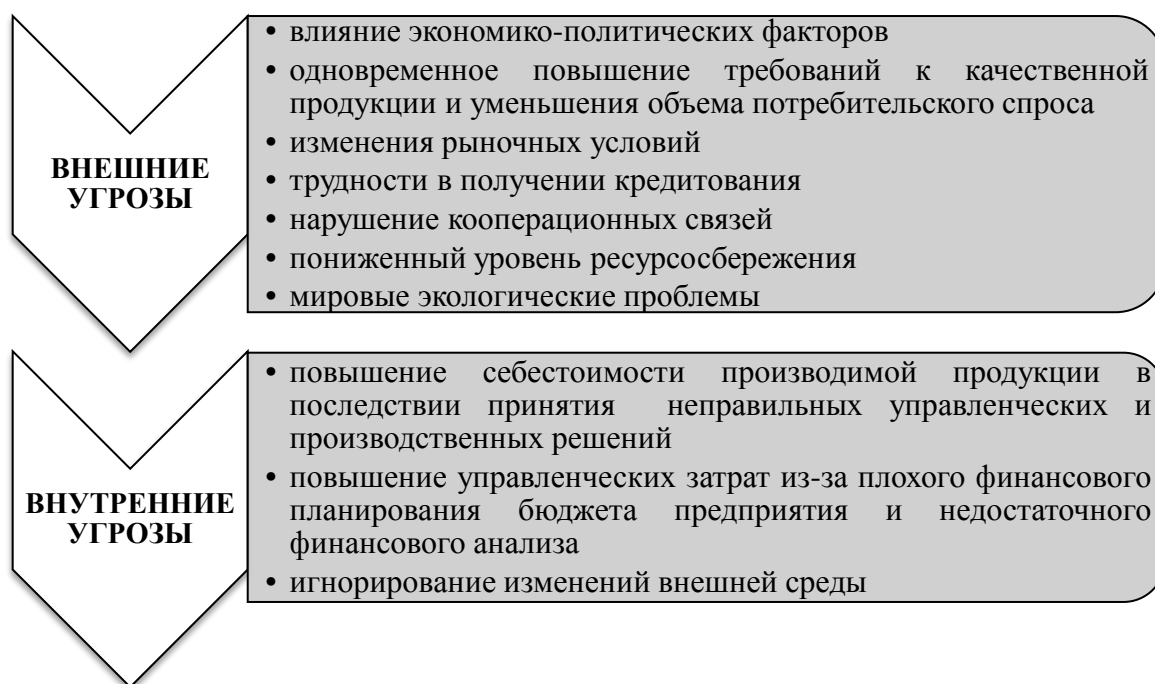 ВНЕШНИЕ
УГРОЗЫ
• влияние экономико-политических факторов
• одновременное повышение требований к качественной
продукции и уменьшения объема потребительского спроса
• изменения рыночных условий
• трудности в получении кредитования
• нарушение кооперационных связей
• пониженный уровень ресурсосбережения
• мировые экологические проблемы
ВНУТРЕННИЕ
УГРОЗЫ
• повышение себестоимости производимой продукции в
последствии принятия неправильных управленческих и
производственных решений
• повышение управленческих затрат из-за плохого финансового
планирования бюджета предприятия и недостаточного
финансового анализа
• игнорирование изменений внешней среды